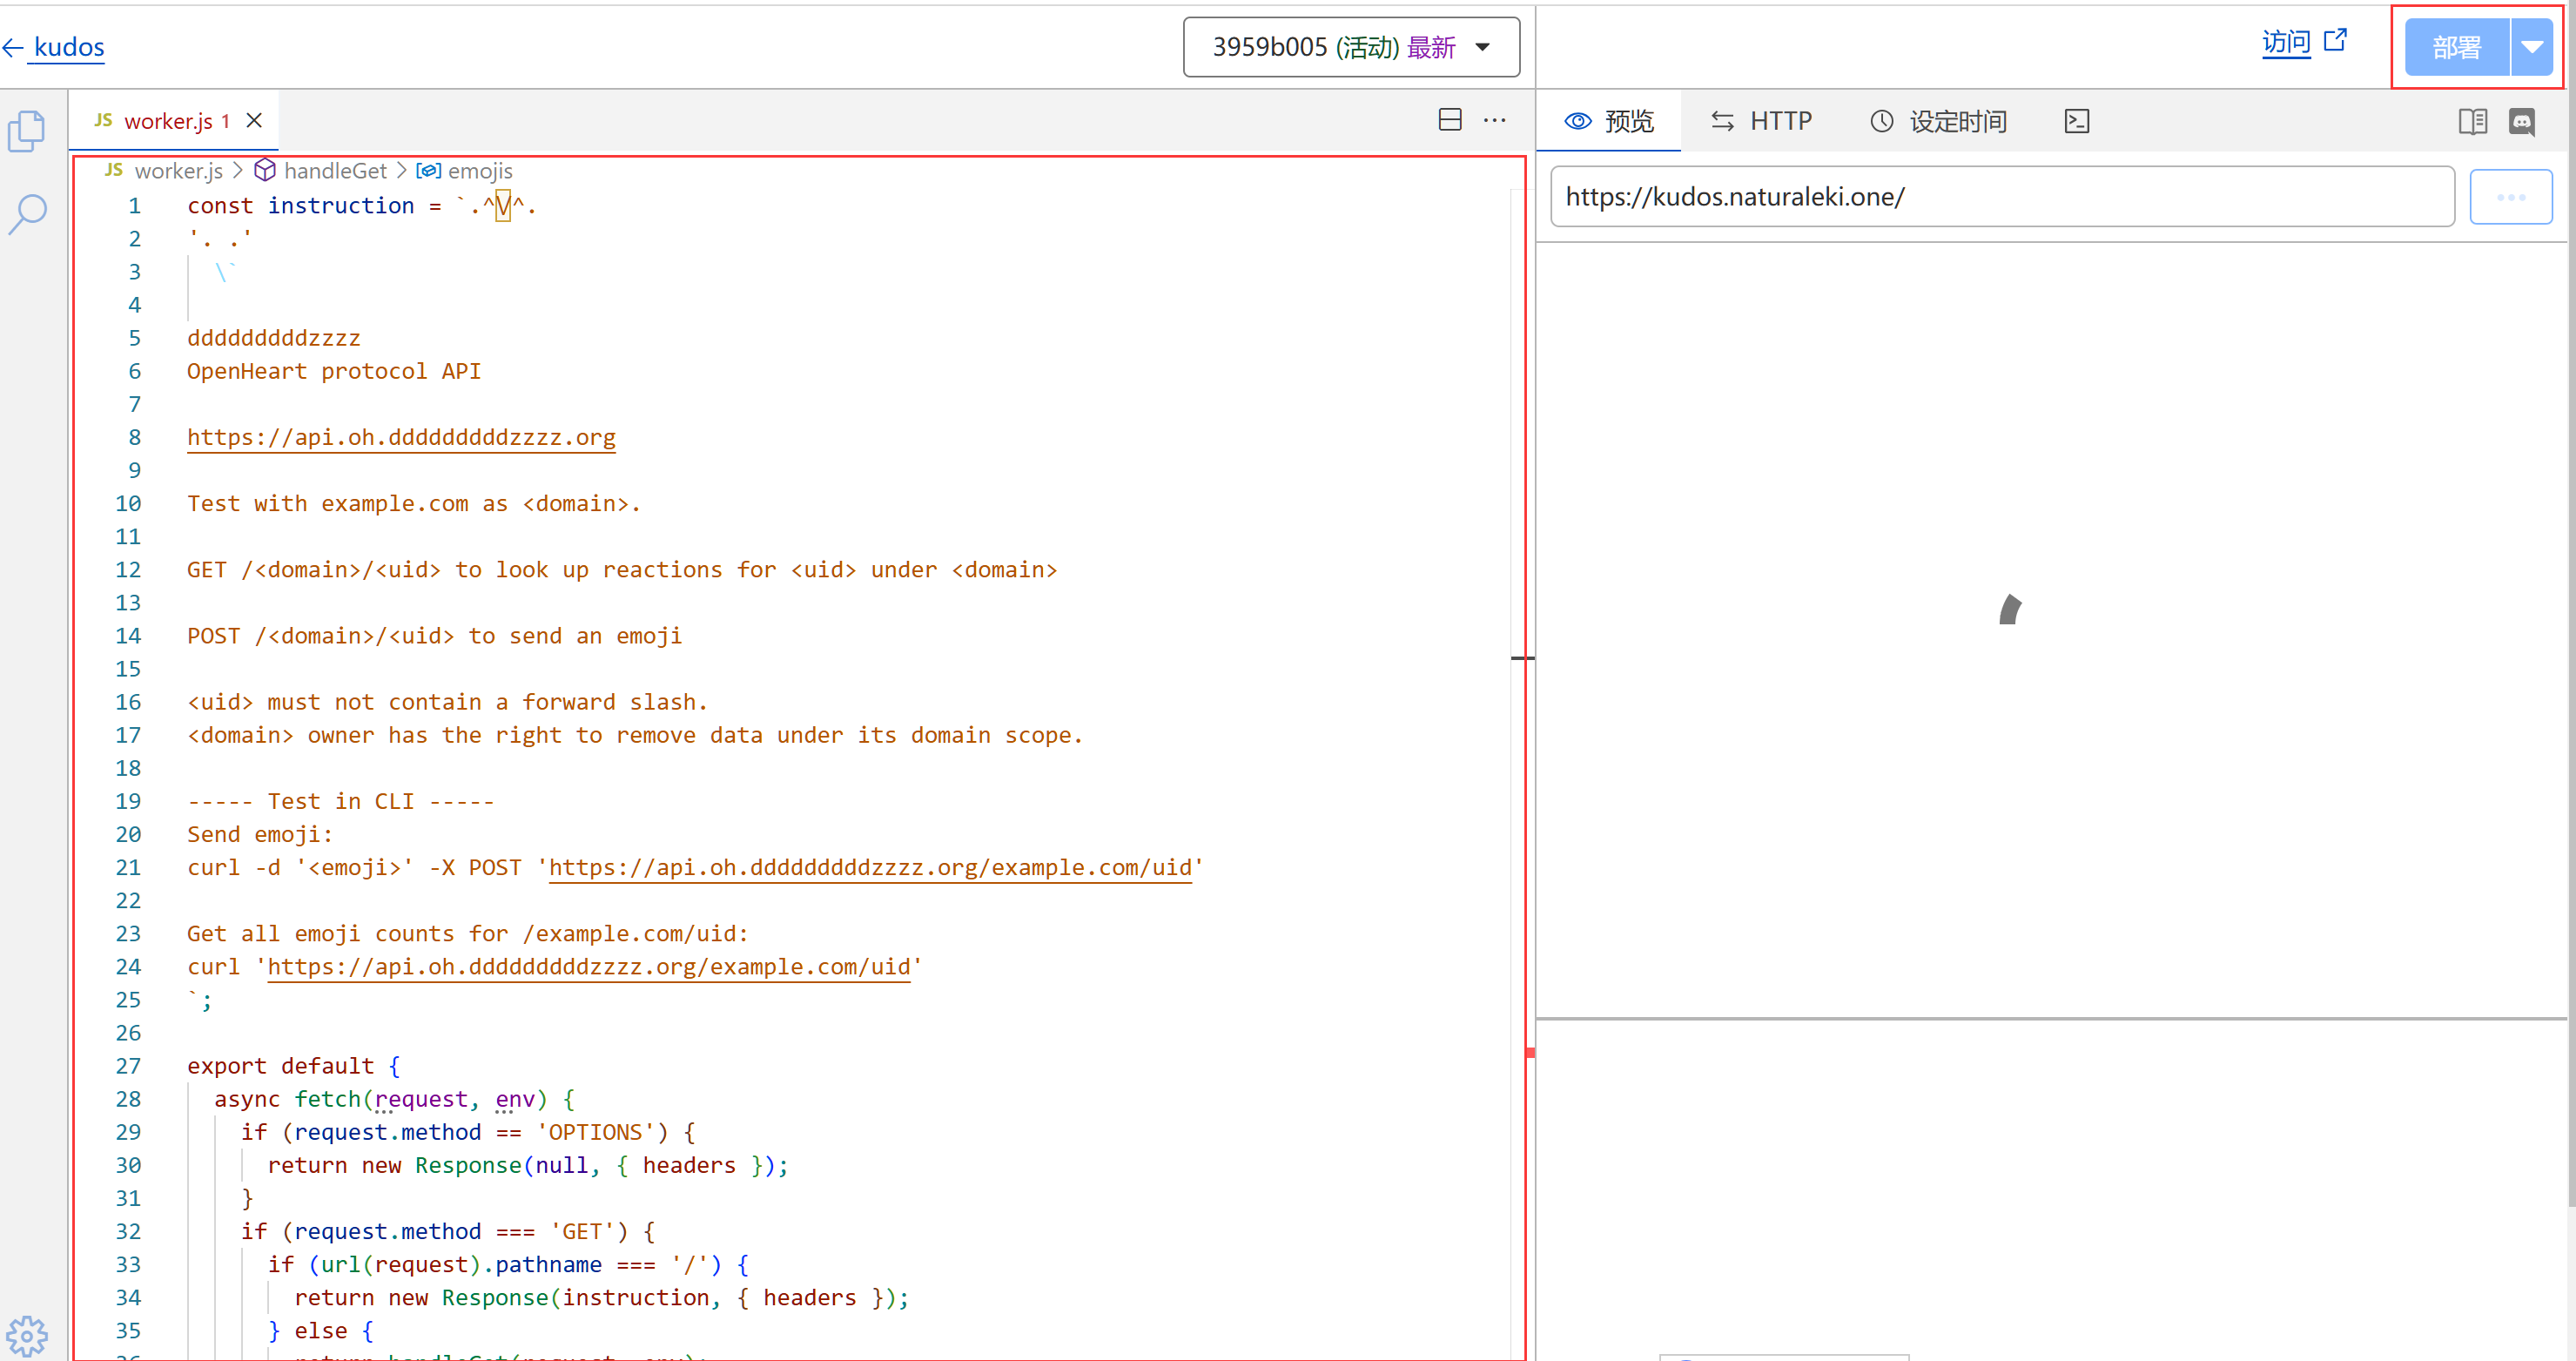 kudos
3959b005 (活动) 最新
访问
部署
JS worker.js 1
预览
HTTP
设定时间
JS worker.js > handleGet > emojis
https://kudos.naturaleki.one/
1 const instruction = `.^V^.
2 '. .'
3 \`
4
5 dddddddddzzzz
6 OpenHeart protocol API
7
8 https://api.oh.dddddddddzzzz.org
9
10 Test with example.com as <domain>.
11
12 GET /<domain>/<uid> to look up reactions for <uid> under <domain>
13
14 POST /<domain>/<uid> to send an emoji
15
16 <uid> must not contain a forward slash.
17 <domain> owner has the right to remove data under its domain scope.
18
19 ----- Test in CLI -----
20 Send emoji:
21 curl -d '<emoji>' -X POST 'https://api.oh.dddddddddzzzz.org/example.com/uid'
22
23 Get all emoji counts for /example.com/uid:
24 curl 'https://api.oh.dddddddddzzzz.org/example.com/uid'
25 `;
26
27 export default {
28 async fetch(request, env) {
29 if (request.method == 'OPTIONS') {
30 return new Response(null, { headers });
31 }
32 if (request.method === 'GET') {
33 if (url(request).pathname === '/') {
34 return new Response(instruction, { headers });
35 } else {